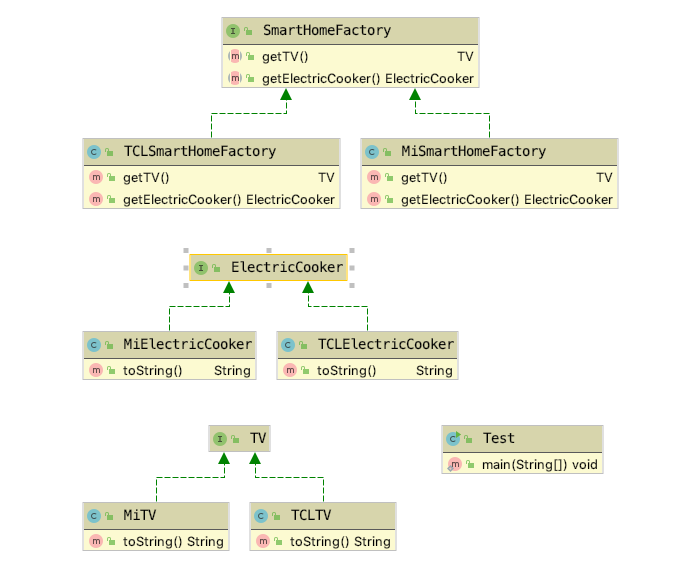 SmartHomeFactory
getTV() TV
getElectricCooker() ElectricCooker
TCLSmartHomeFactory
getTV() TV
getElectricCooker() ElectricCooker
MiSmartHomeFactory
getTV() TV
getElectricCooker() ElectricCooker
ElectricCooker
MiElectricCooker
toString() String
TCLElectricCooker
toString() String
TV
MiTV
toString() String
TCLTV
toString() String
Test
main(String[]) void